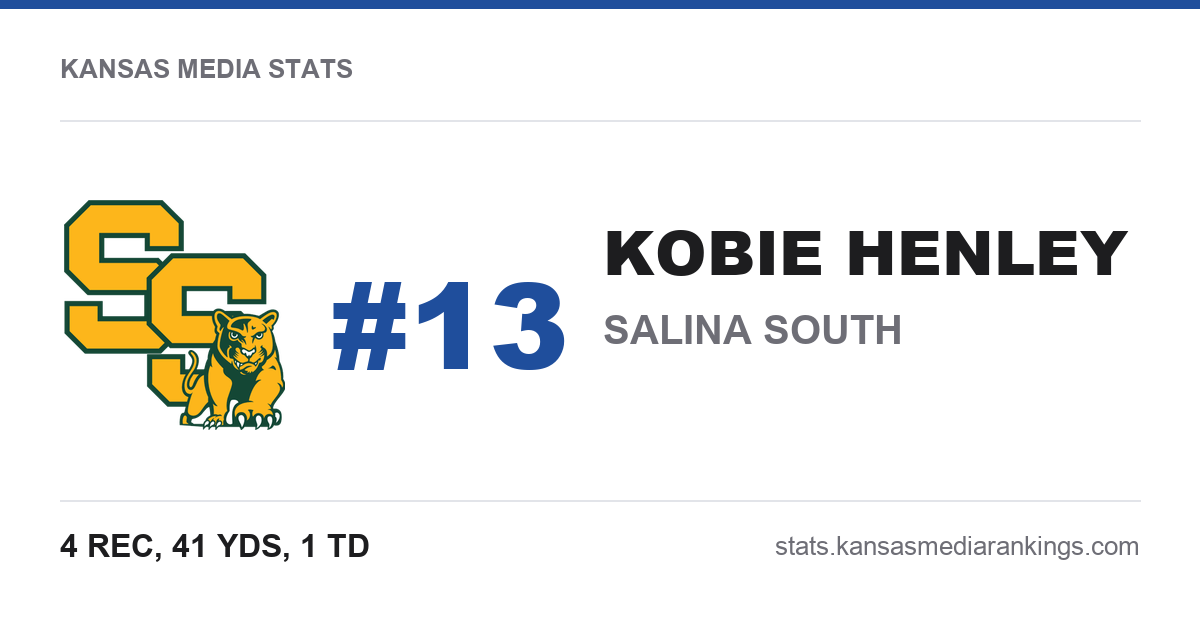 KANSAS MEDIA STATS
SS
#13
KOBIE HENLEY
SALINA SOUTH
4 REC, 41 YDS, 1 TD
stats.kansasmediarankings.com